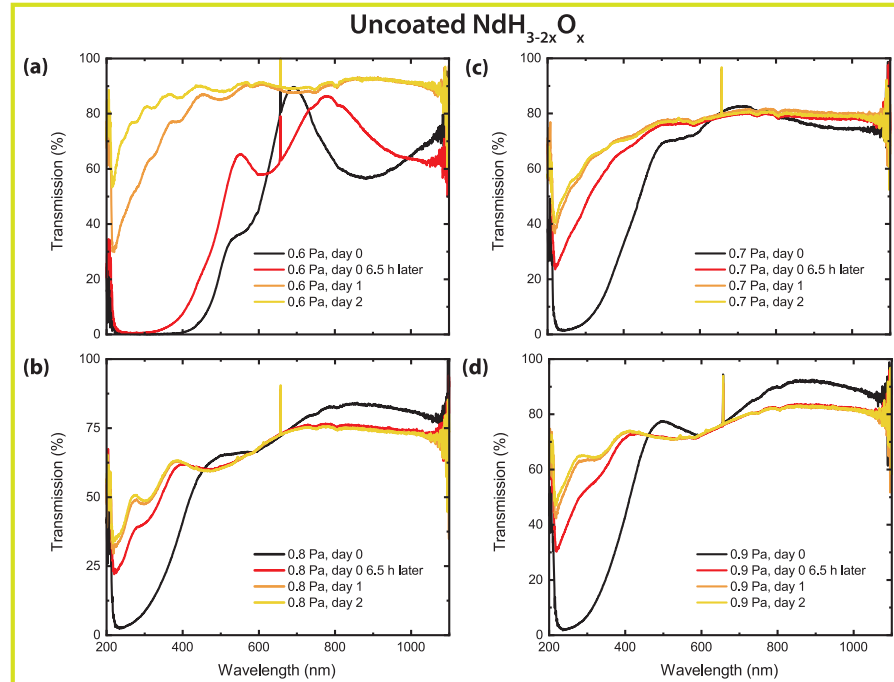 Uncoated NdH3-2xOx
(a)
100
80
60
40
20
0
Transmission (%)
0.6 Pa, day 0
0.6 Pa, day 0 6.5 h later
0.6 Pa, day 1
0.6 Pa, day 2
(c)
100
80
60
40
20
0
Transmission (%)
0.7 Pa, day 0
0.7 Pa, day 0 6.5 h later
0.7 Pa, day 1
0.7 Pa, day 2
(b)
100
75
50
25
0
Transmission (%)
0.8 Pa, day 0
0.8 Pa, day 0 6.5 h later
0.8 Pa, day 1
0.8 Pa, day 2
200 400 600 800 1000
Wavelength (nm)
(d)
100
80
60
40
20
0
Transmission (%)
0.9 Pa, day 0
0.9 Pa, day 0 6.5 h later
0.9 Pa, day 1
0.9 Pa, day 2
200 400 600 800 1000
Wavelength (nm)